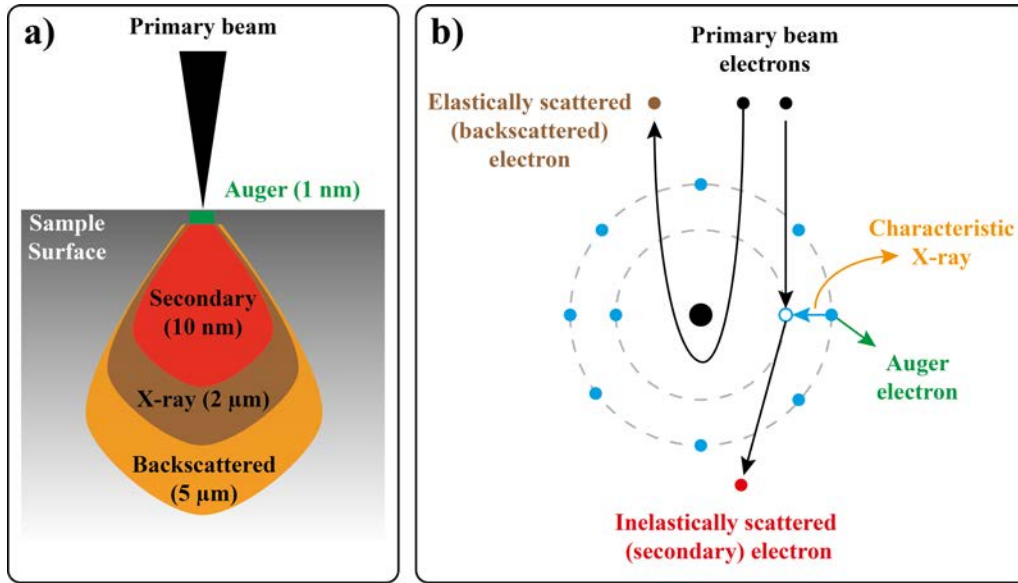 a)
Primary beam
Auger (1 nm)
Sample
Surface
Secondary
(10 nm)
X-ray (2 μm)
Backscattered
(5 μm)
b)
Primary beam
electrons
Elastically scattered
(backscattered)
electron
Characteristic
X-ray
Auger
electron
Inelastically scattered
(secondary) electron